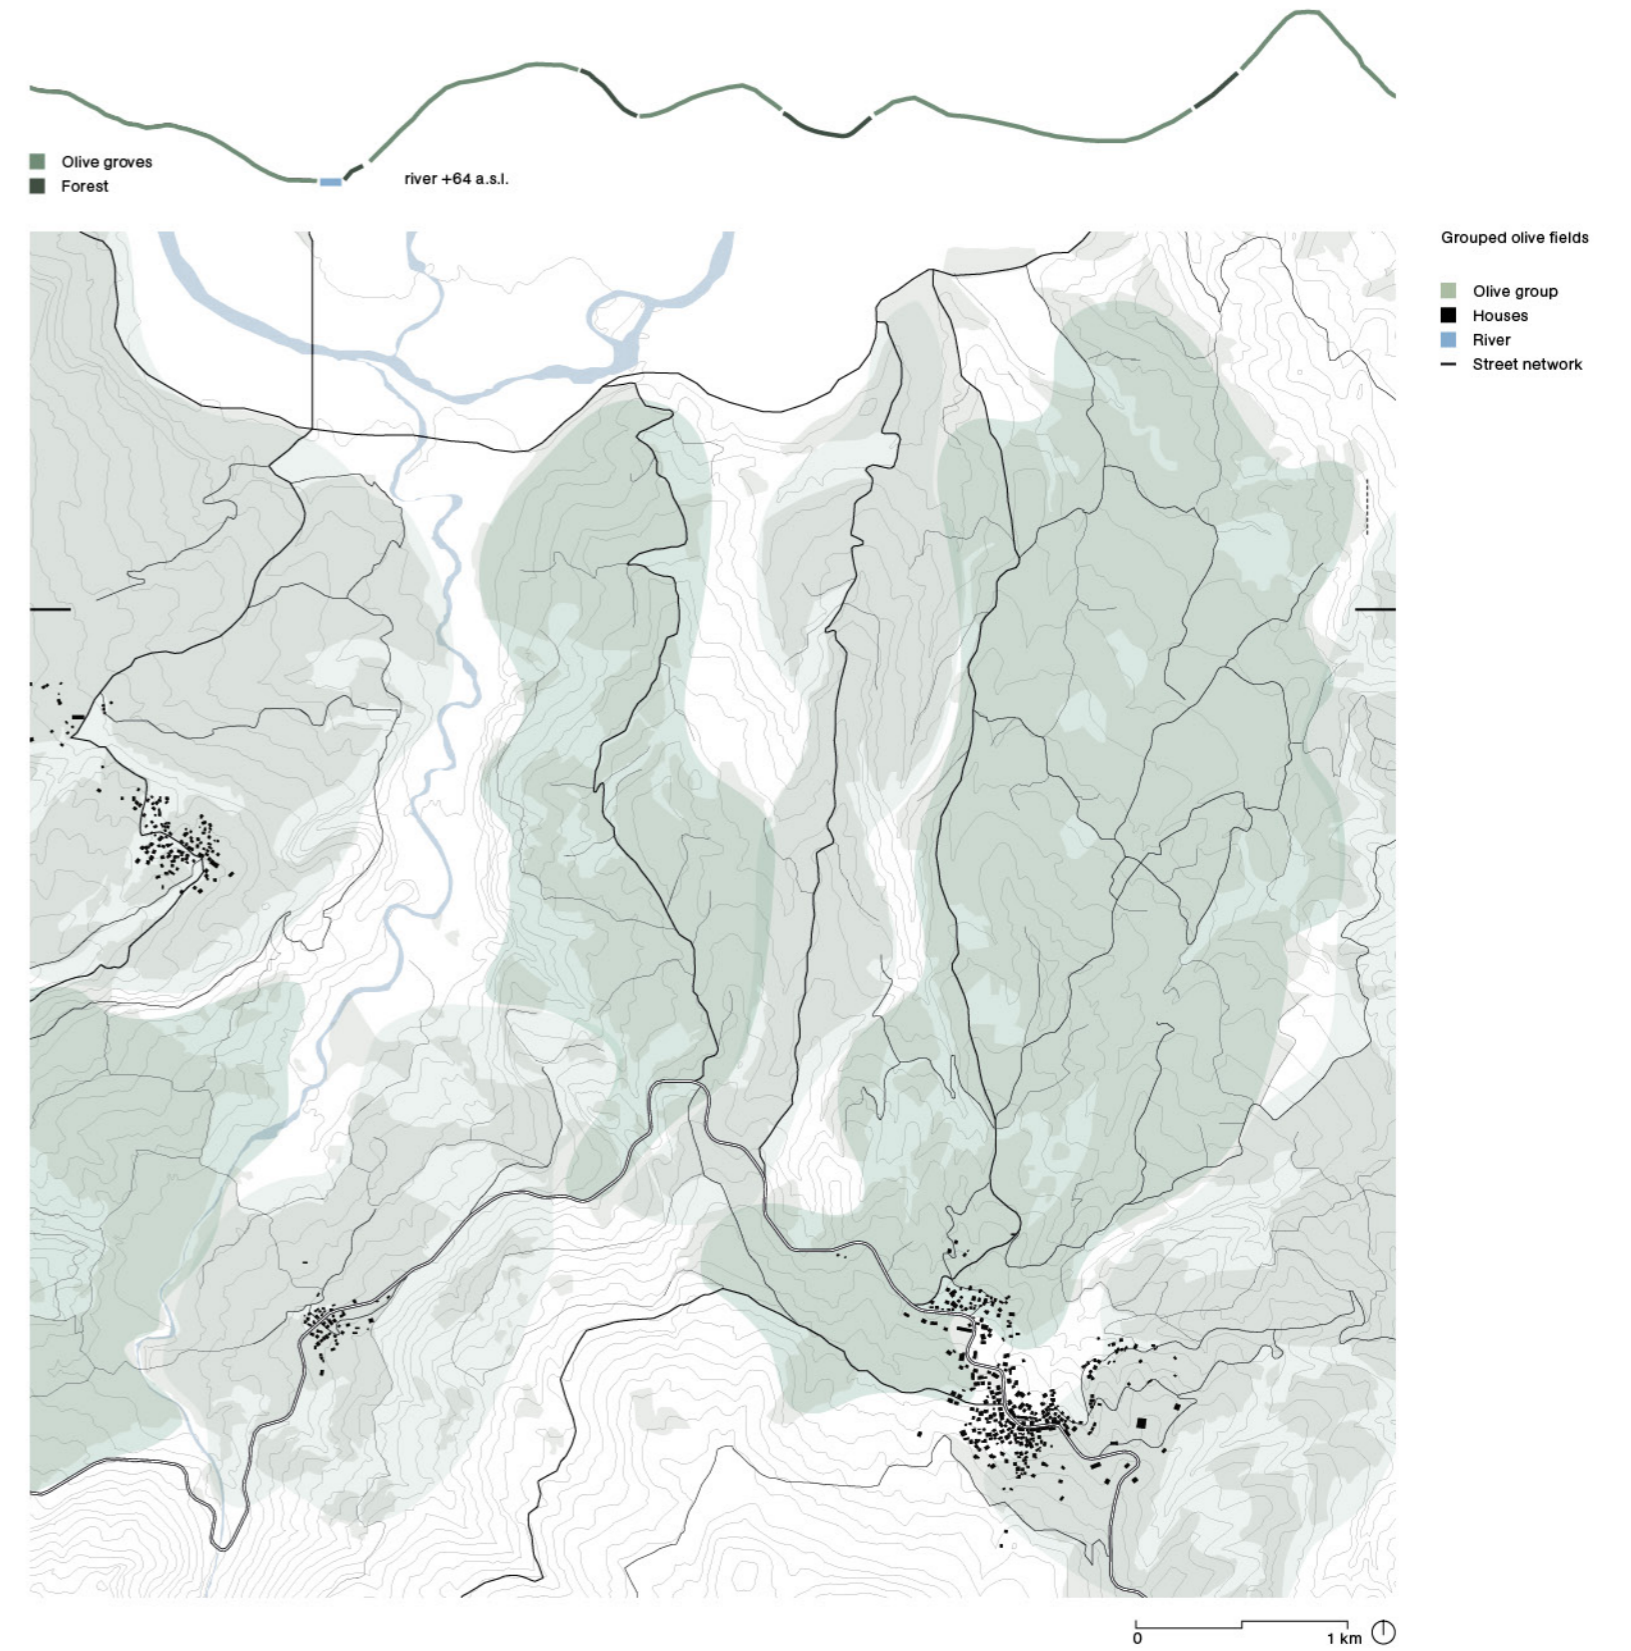 Olive groves
Forest
river +64 a.s.l.
Grouped olive fields
Olive group
Houses
River
Street network
0
1 km